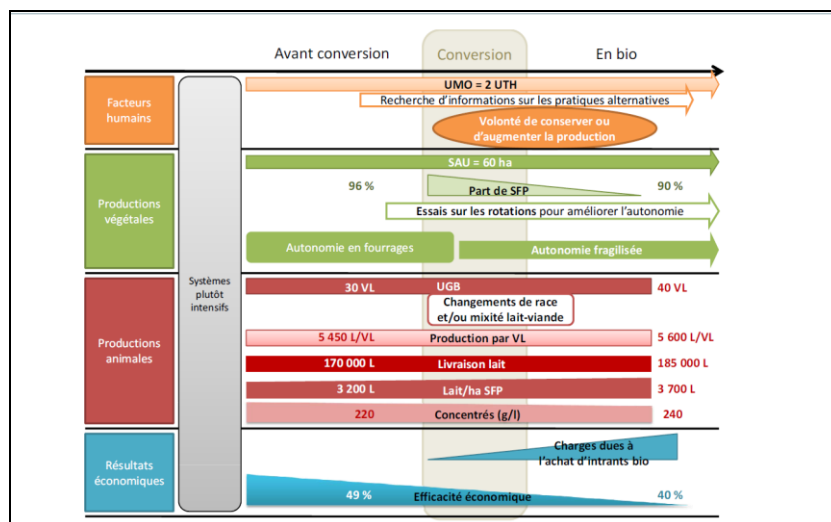 Avant conversion Conversion En bio
Facteurs
humains
UMO = 2 UTH
Recherche d'informations sur les pratiques alternatives
Volonté de conserver ou
d'augmenter la production
Productions
végétales
SAU = 60 ha
96 % Part de SFP 90 %
Essais sur les rotations pour améliorer l'autonomie
Autonomie en fourrages Autonomie fragilisée
Systèmes
plutôt
intensifs
Productions
animales
30 VL UGB 40 VL
Changements de race
et/ou mixité lait-viande
5 450 L/VL Production par VL 5 600 L/VL
170 000 L Livraison lait 185 000 L
3 200 L Lait/ha SFP 3 700 L
220 Concentrés (g/l) 240
Résultats
économiques
Charges dues à
l'achat d'intrants bio
49 % Efficacité économique 40 %